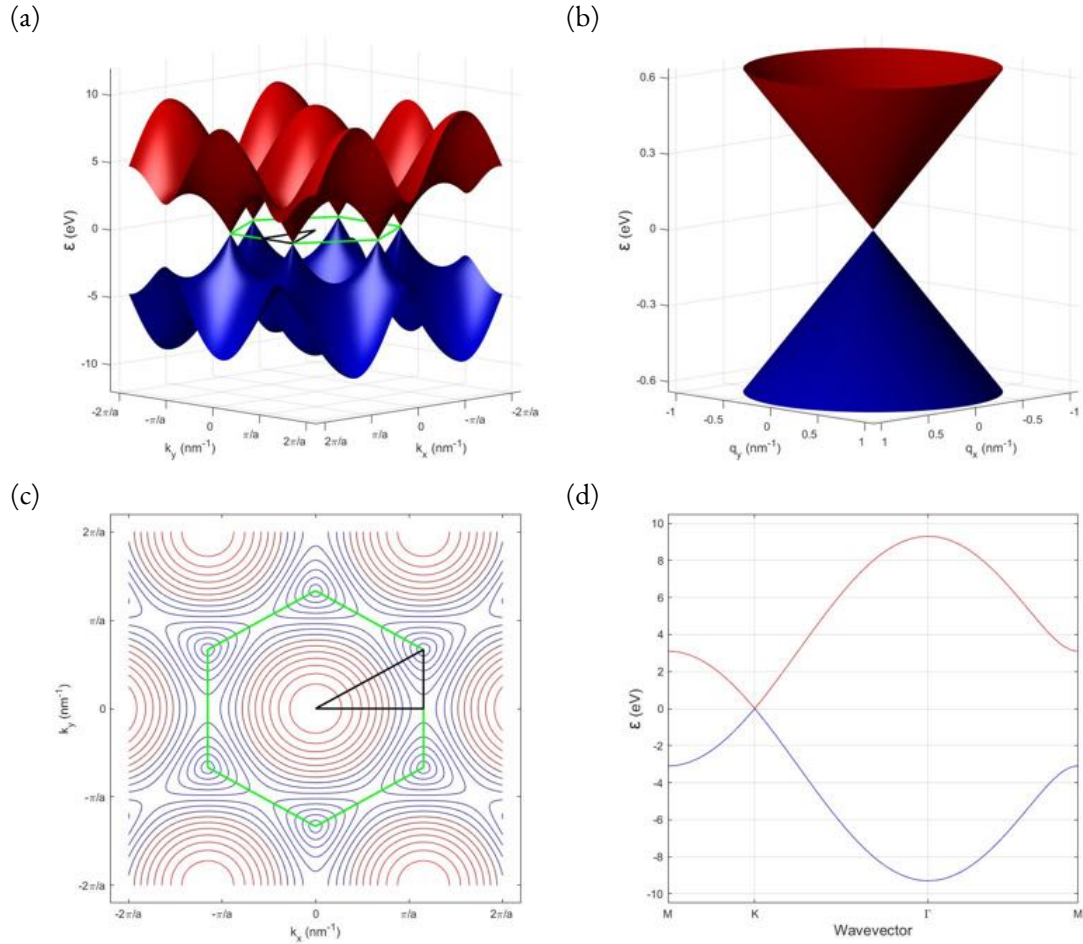 (a)
10
5
0
-5
-10
ε (eV)
-2π/a
-π/a
0
π/a
2π/a
k_y (nm⁻¹)
2π/a
π/a
0
-π/a
-2π/a
k_x (nm⁻¹)
(b)
0.6
0.3
0
-0.3
-0.6
ε (eV)
-1
-0.5
0
0.5
1
q_y (nm⁻¹)
1
0.5
0
-0.5
-1
q_x (nm⁻¹)
(c)
2π/a
π/a
0
-π/a
-2π/a
k_y (nm⁻¹)
-2π/a
-π/a
0
π/a
2π/a
k_x (nm⁻¹)
(d)
10
8
6
4
2
0
-2
-4
-6
-8
-10
ε (eV)
M
K
Γ
M
Wavevector